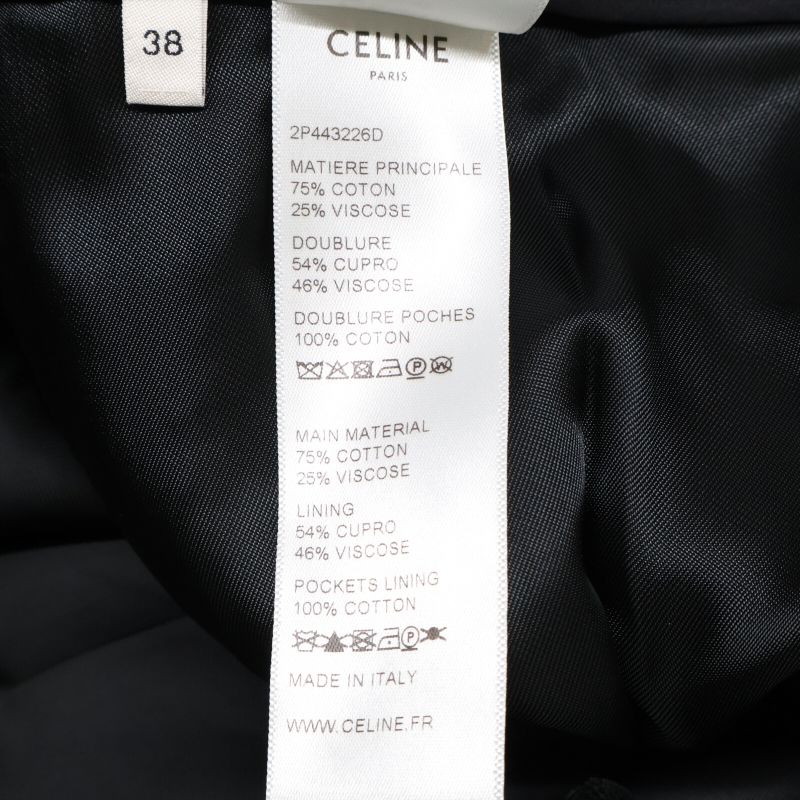 38
CELINE
PARIS
2P443226D
MATIERE PRINCIPALE
75% COTON
25% VISCOSE
DOUBLURE
54% CUPRO
46% VISCOSE
DOUBLURE POCHES
100% COTON
MAIN MATERIAL
75% COTTON
25% VISCOSE
LINING
54% CUPRO
46% VISCOSE
POCKETS LINING
100% COTTON
MADE IN ITALY
WWW.CELINE.FR